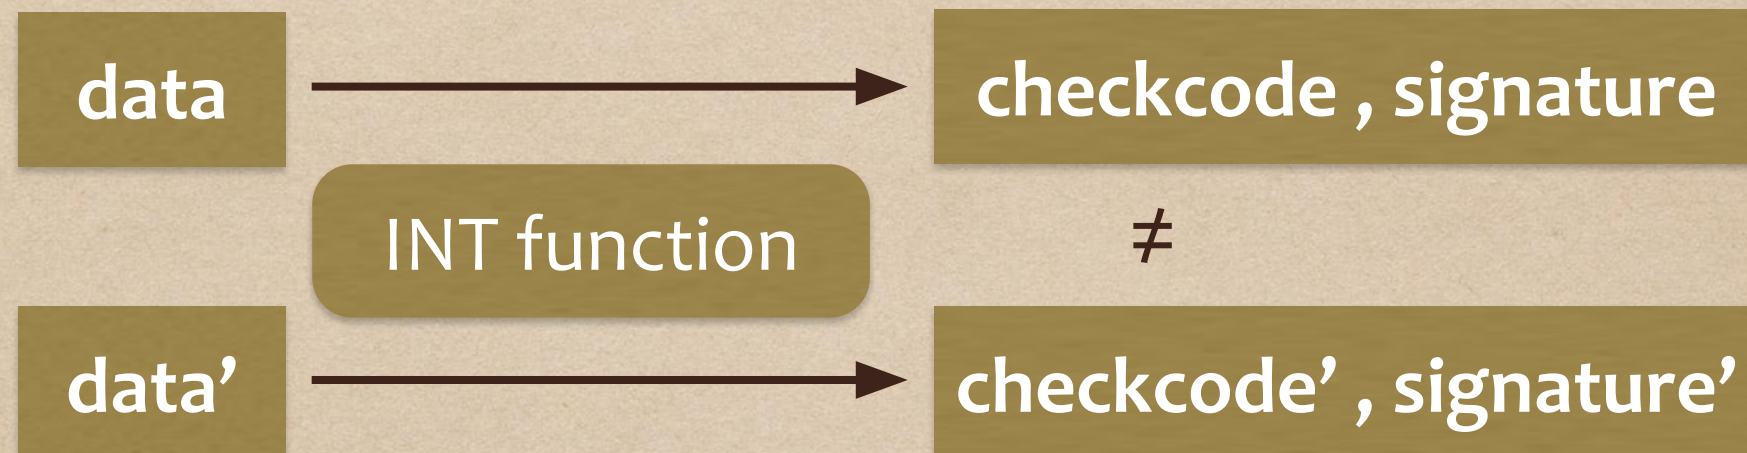 data
checkcode , signature
INT function
≠
data’
checkcode’ , signature’